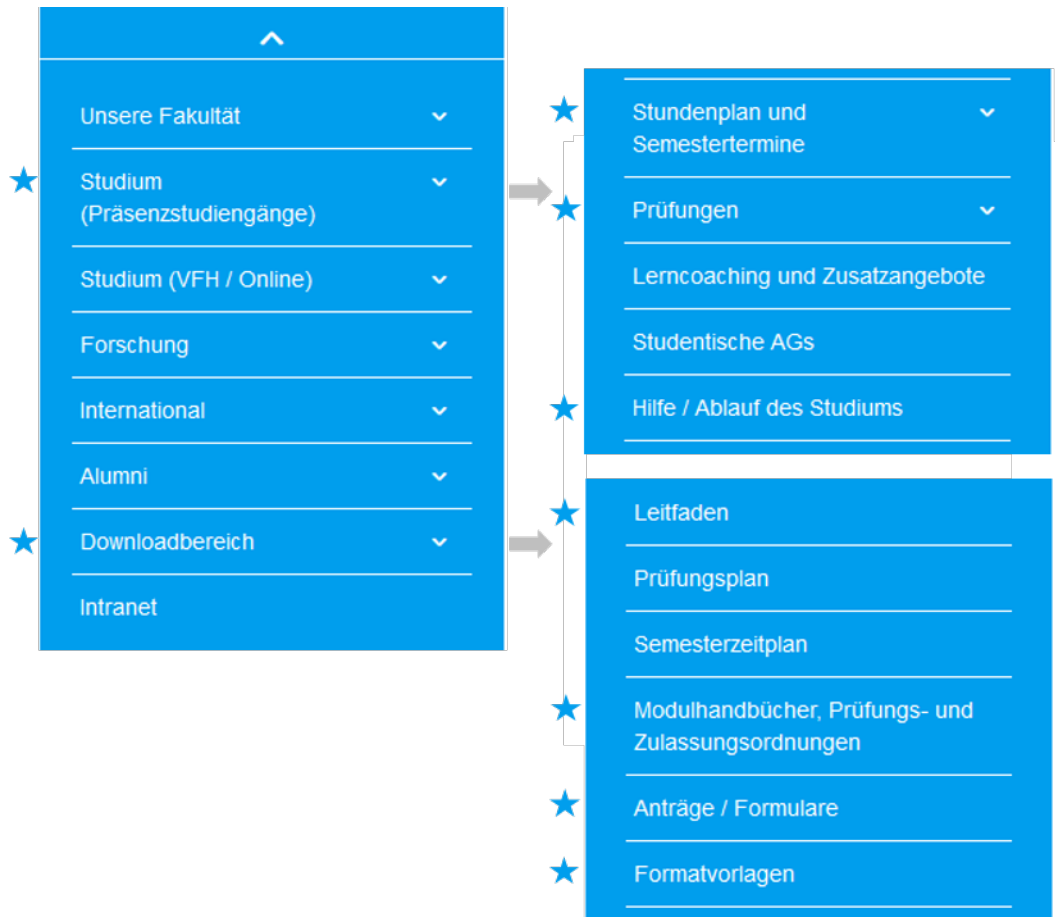 Unsere Fakultät
Studium
(Präsenzstudiengänge)
Studium (VFH / Online)
Forschung
International
Alumni
Downloadbereich
Intranet
Stundenplan und
Semestertermine
Prüfungen
Lerncoaching und Zusatzangebote
Studentische AGs
Hilfe / Ablauf des Studiums
Leitfaden
Prüfungsplan
Semesterzeitplan
Modulhandbücher, Prüfungs- und
Zulassungsordnungen
Anträge / Formulare
Formatvorlagen